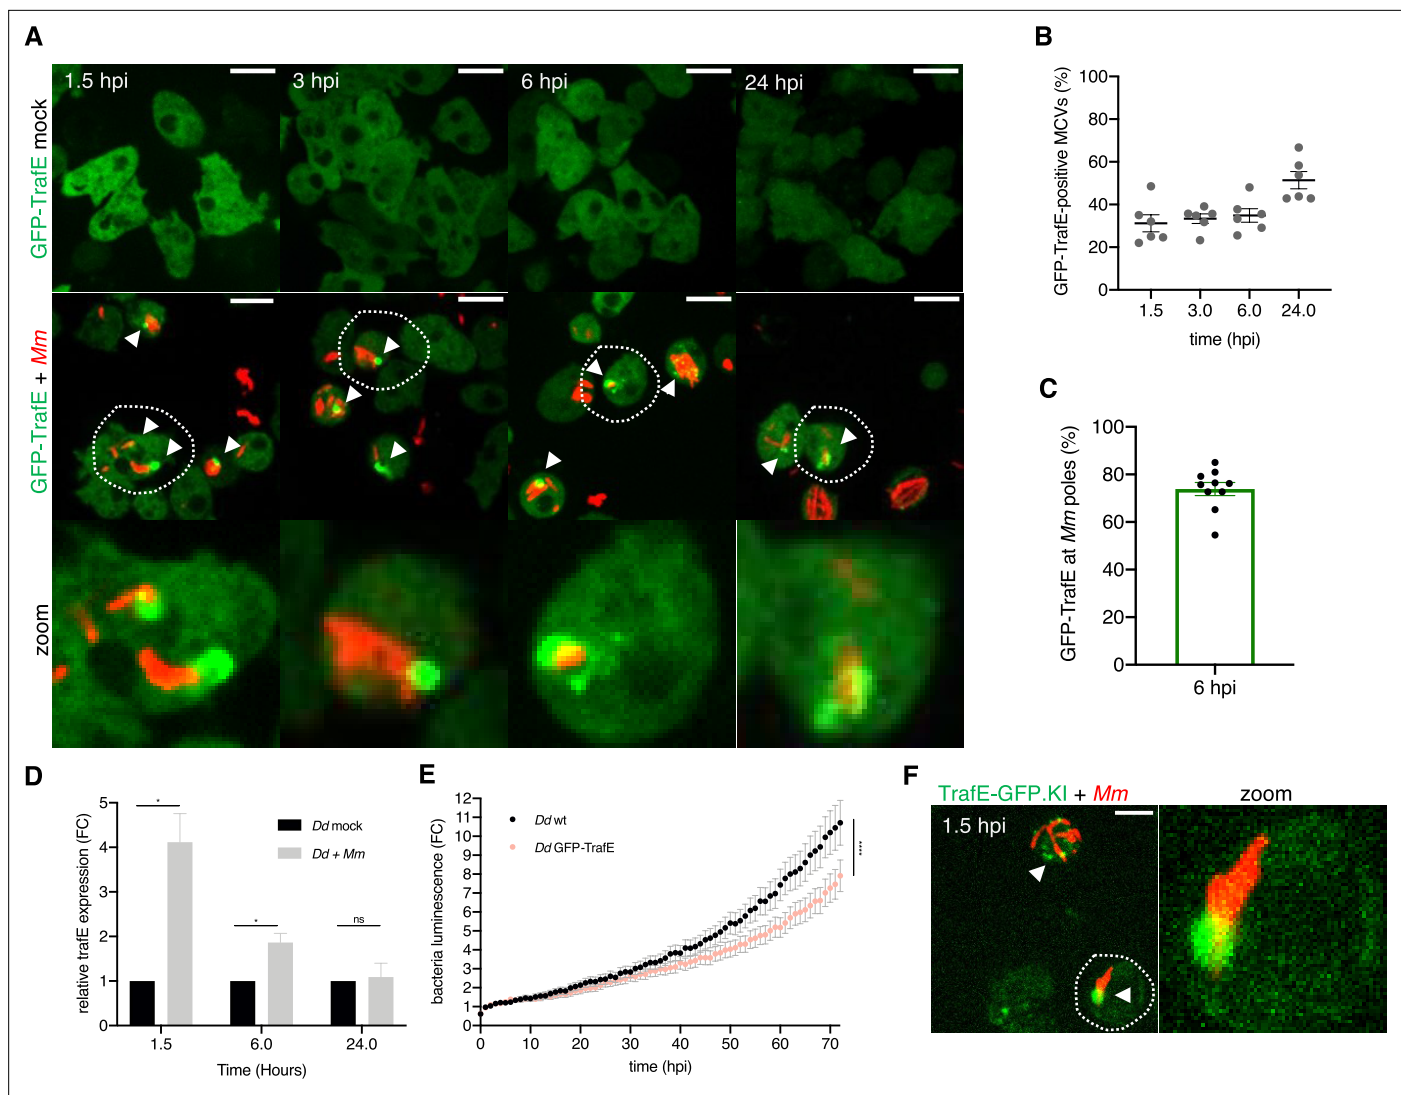 A
GFP-TrafE mock
1.5 hpi
3 hpi
6 hpi
24 hpi
GFP-TrafE + Mm
zoom
B
GFP-TrafE-positive MCVs (%)
100
80
60
40
20
0
1.5 3.0 6.0 24.0
time (hpi)
C
GFP-TrafE at Mm poles (%)
100
80
60
40
20
0
6 hpi
D
relative trafE expression (FC)
5
4
3
2
1
0
*
*
ns
Dd mock
Dd + Mm
1.5 6.0 24.0
Time (Hours)
E
bacteria luminescence (FC)
12
11
10
9
8
7
6
5
4
3
2
1
0
Dd wt
Dd GFP-TrafE
****
0 10 20 30 40 50 60 70
time (hpi)
F
TrafE-GFP.KI + Mm
zoom
1.5 hpi